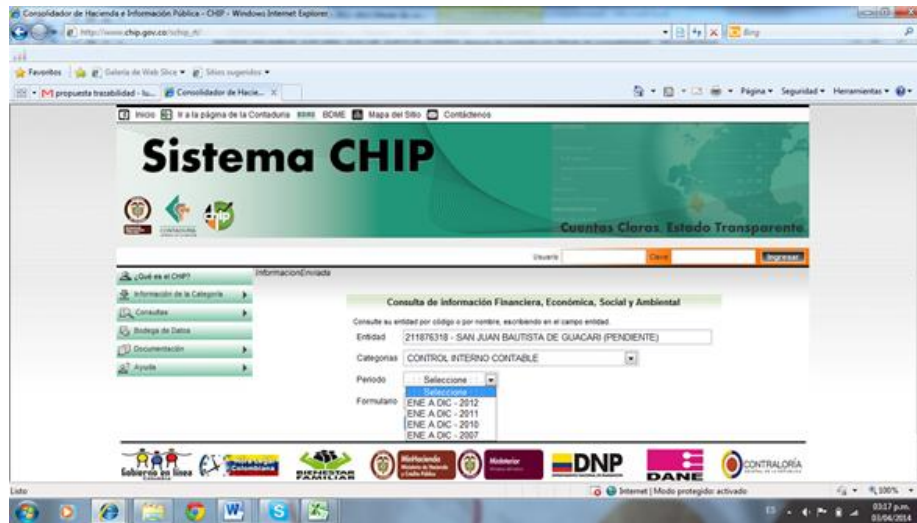 Consolidador de Hacienda e Información Pública - CHIP - Windows Internet Explorer
http://www.chip.gov.co/schip_rt/
Bing
Favoritos Galería de Web Slice Sitios sugeridos
propuesta trazabilidad - lu... Consolidador de Hacie... Página Seguridad Herramientas
Inicio Ir a la página de la Contaduria BDME BDME Mapa del Sitio Contáctenos
Sistema CHIP
chip
Cuentas Claras, Estado Transparente
Usuario Clave Ingresar
¿Qué es el CHIP?
InformacionEnviada
Información de la Categoría
Consultas
Bodega de Datos
Documentación
Ayuda
Consulta de información Financiera, Económica, Social y Ambiental
Consulte su entidad por código o por nombre, escribiendo en el campo entidad.
Entidad 211876318 - SAN JUAN BAUTISTA DE GUACARI (PENDIENTE)
Categorias CONTROL INTERNO CONTABLE
Periodo : : Seleccione : :
: : Seleccione : :
Formulario
ENE A DIC - 2012
ENE A DIC - 2011
ENE A DIC - 2010
ENE A DIC - 2007
Gobierno en línea
BIENESTAR FAMILIAR
MinHacienda
MinInterior
DNP
DANE
CONTRALORÍA
Listo Internet | Modo protegido: activado 100%
ES 03:17 p.m.
03/04/2014